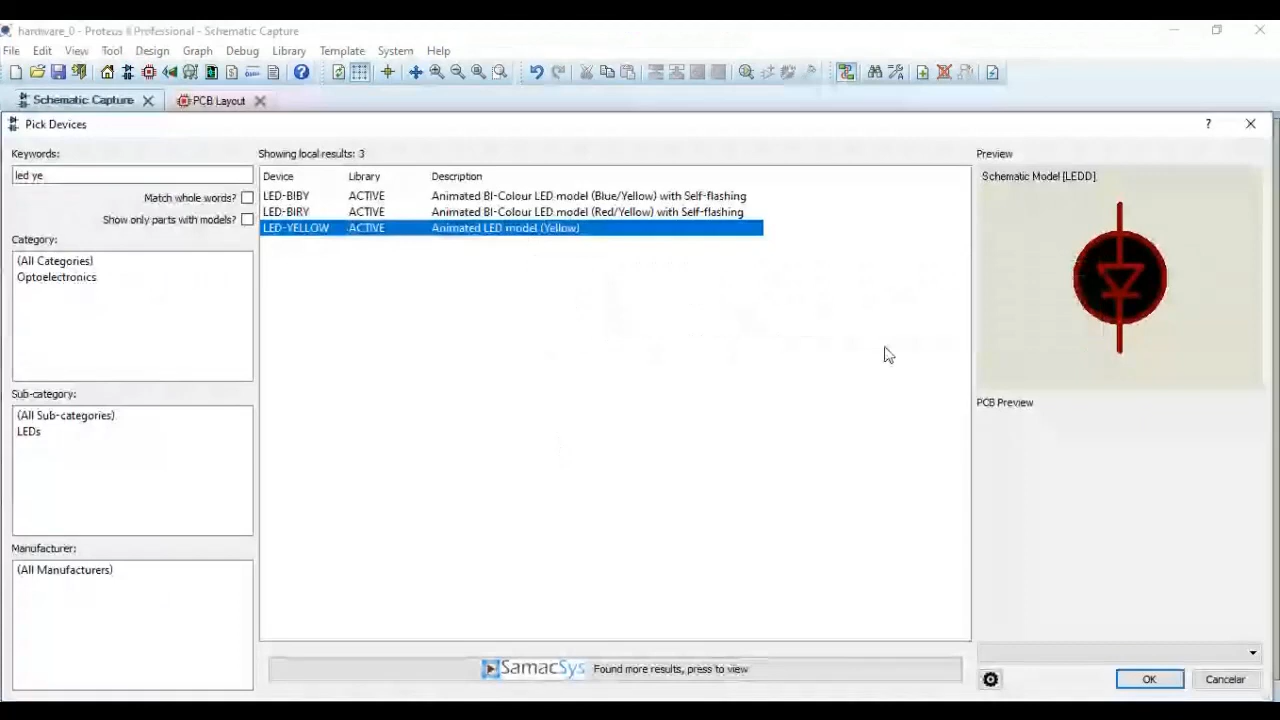 hardware_0 - Proteus 8 Professional - Schematic Capture
File Edit View Tool Design Graph Debug Library Template System Help
Schematic Capture PCB Layout
Pick Devices
Keywords: Showing local results: 3 Preview
led ye
Device Library Description
Schematic Model [LEDD]
Match whole words?
LED-BIBY ACTIVE Animated BI-Colour LED model (Blue/Yellow) with Self-flashing
LED-BIRY ACTIVE Animated BI-Colour LED model (Red/Yellow) with Self-flashing
Show only parts with models?
LED-YELLOW ACTIVE Animated LED model (Yellow)
Category:
(All Categories)
Optoelectronics
Sub-category:
PCB Preview
(All Sub-categories)
LEDs
Manufacturer:
(All Manufacturers)
SamacSys Found more results, press to view
OK Cancelar